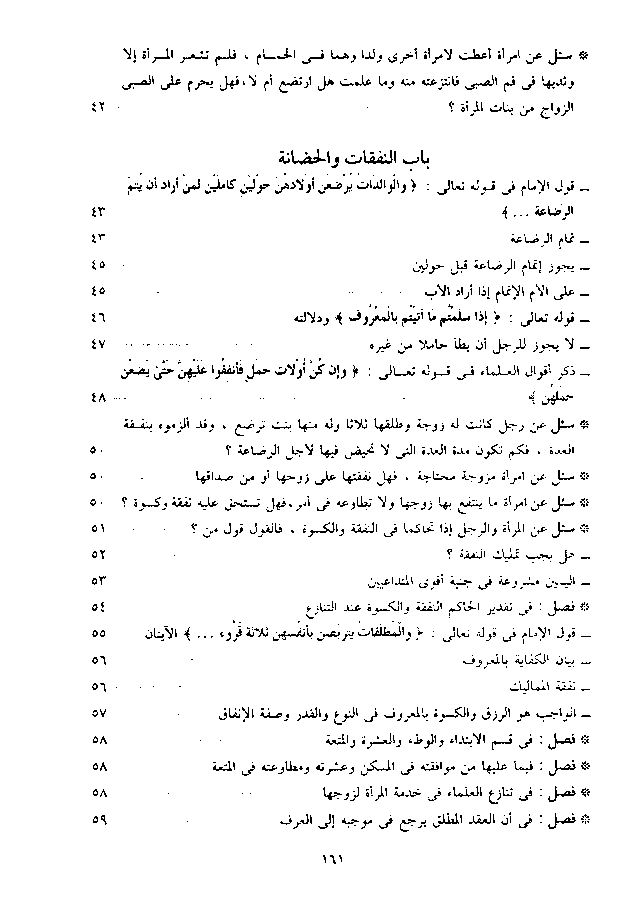 * سئل عن امرأة أعطت لامرأة أخرى ولدا وهما فى الحمام ، فلم تشعر المرأة إلا
وثديها فى فم الصبى فانتزعته منه وما علمت هل ارتضع أم لا، فهل يحرم على الصبى
الزواج من بنات المرأة ؟ ٤٢
باب النفقات والحضانة
ـ قول الإمام فى قوله تعالى : ﴿ وَالْوَالِدَاتُ يُرْضِعْنَ أَوْلادَهُنَّ حَوْلَيْنِ كَامِلَيْنِ لِمَنْ أَرَادَ أَن يُتِمَّ
الرَّضَاعَة ... ﴾ ٤٣
ـ تمام الرضاعة ٤٣
ـ يجوز إتمام الرضاعة قبل حولين ٤٥
ـ على الأم الإتمام إذا أراد الأب ٤٥
ـ قوله تعالى : ﴿ إِذَا سَلَّمْتُم مَّا آتَيْتُم بِالْمَعْرُوفِ ﴾ ودلالته ٤٦
ـ لا يجوز للرجل أن يطأ حاملا من غيره ٤٧
ـ ذكر أقوال العلماء فى قوله تعالى : ﴿ وَإِن كُنَّ أُوْلاتِ حَمْلٍ فَأَنفِقُوا عَلَيْهِنَّ حَتَّىٰ يَضَعْنَ
حَمْلَهُنَّ ﴾ ٤٨
* سئل عن رجل كانت له زوجة وطلقها ثلاثا وله منها بنت ترضع ، وقد ألزموه بنفقة
العدة ، فكم تكون مدة العدة التى لا تحيض فيها لأجل الرضاعة ؟ ٥٠
* سئل عن امرأة مزوجة محتاجة ، فهل نفقتها على زوجها أو من صداقها ٥٠
* سئل عن امرأة ما ينتفع بها زوجها ولا تطاوعه فى أمر، فهل تستحق عليه نفقة وكسوة ؟ ٥٠
* سئل عن المرأة والرجل إذا تحاكما فى النفقة والكسوة ، فالقول قول من ؟ ٥١
ـ هل يجب تمليك النفقة ؟ ٥٢
ـ اليمين مشروعة فى جنبة أقوى المتداعيين ٥٣
* فصل : فى تقدير الحاكم النفقة والكسوة عند التنازع ٥٤
ـ قول الإمام فى قوله تعالى : ﴿ وَالْمُطَلَّقَاتُ يَتَرَبَّصْنَ بِأَنفُسِهِنَّ ثَلاثَةَ قُرُوءٍ ... ﴾ الآيتان ٥٥
ـ بيان الكفاية بالمعروف ٥٦
ـ نفقة المماليك ٥٦
ـ الواجب هو الرزق والكسوة بالمعروف فى النوع والقدر وصفة الإنفاق ٥٧
* فصل : فى قسم الابتداء والوطء والعشرة والمتعة ٥٨
* فصل : فيما عليها من موافقته فى المسكن وعشرته ومطاوعته فى المتعة ٥٨
* فصل : فى تنازع العلماء فى خدمة المرأة لزوجها ٥٨
* فصل : فى أن العقد المطلق يرجع فى موجبه إلى العرف ٥٩
١٦١